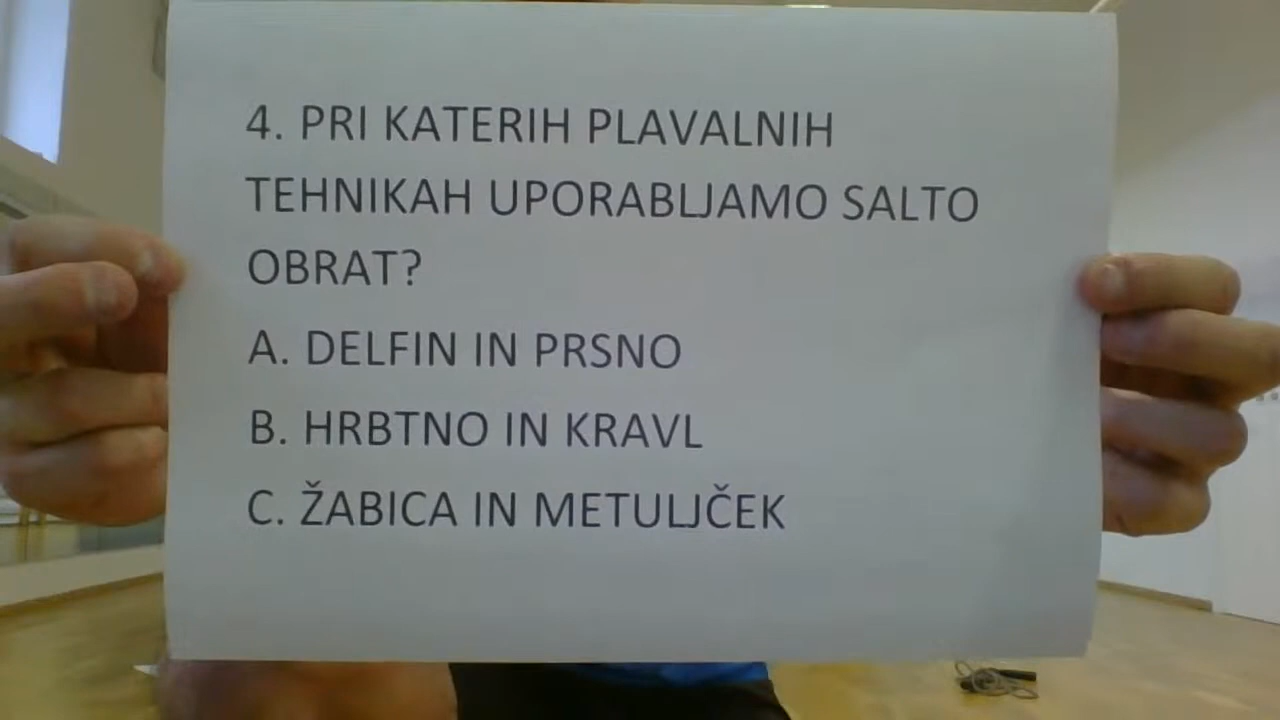 4. PRI KATERIH PLAVALNIH
TEHNIKAH UPORABLJAMO SALTO
OBRAT?
A. DELFIN IN PRSNO
B. HRBTNO IN KRAVL
C. ŽABICA IN METULJČEK